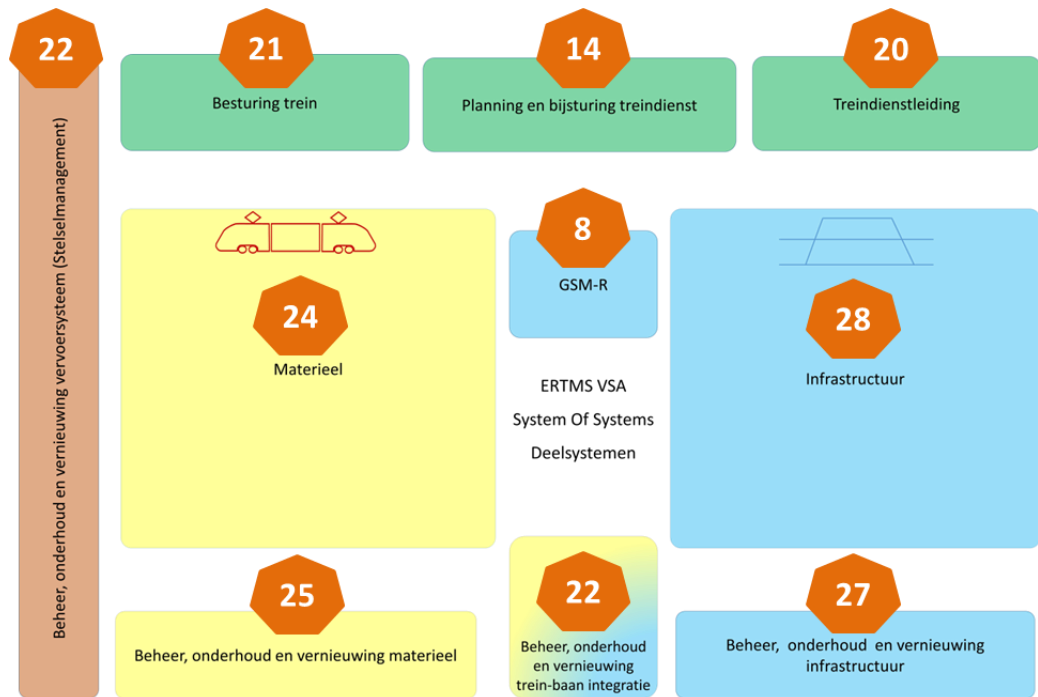 22
Beheer, onderhoud en vernieuwing vervoersysteem (Stelselmanagement)
21
Besturing trein
14
Planning en bijsturing treindienst
20
Treindienstleiding
24
Materieel
8
GSM-R
28
Infrastructuur
ERTMS VSA
System Of Systems
Deelsystemen
25
Beheer, onderhoud en vernieuwing materieel
22
Beheer, onderhoud
en vernieuwing
trein-baan integratie
27
Beheer, onderhoud en vernieuwing
infrastructuur